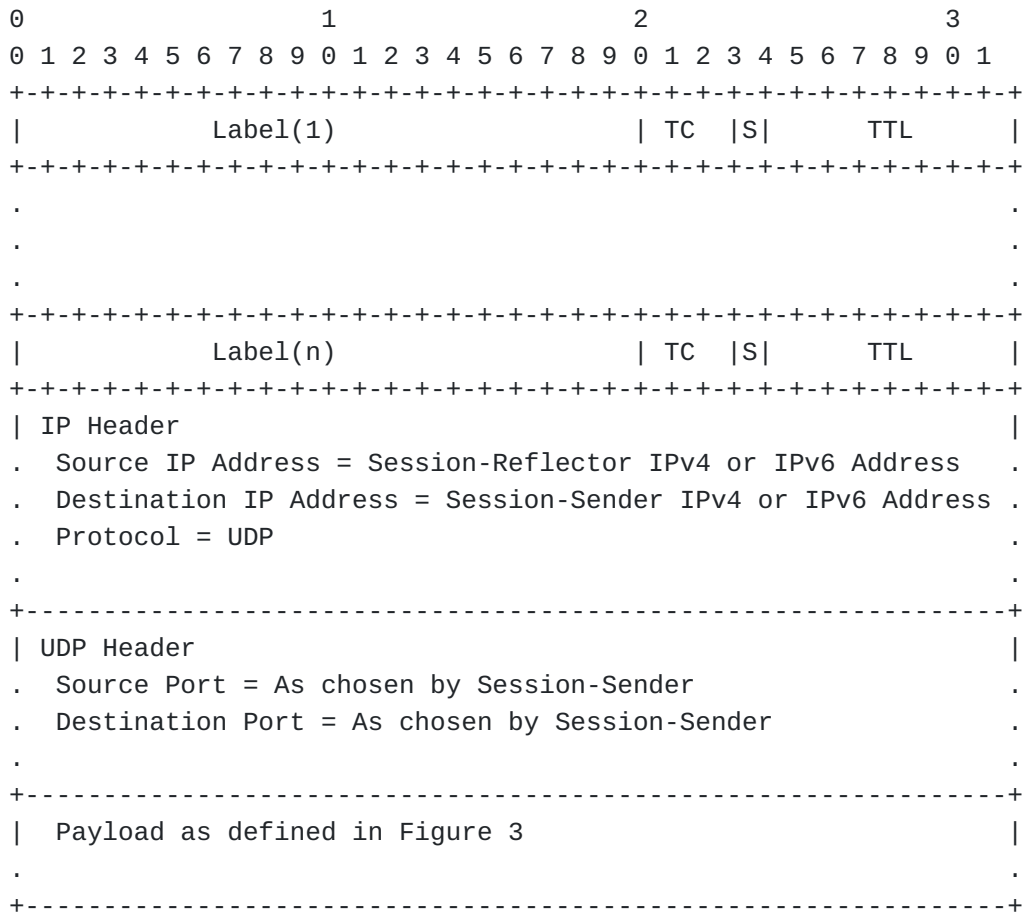 0                   1                   2                   3
0 1 2 3 4 5 6 7 8 9 0 1 2 3 4 5 6 7 8 9 0 1 2 3 4 5 6 7 8 9 0 1
+-+-+-+-+-+-+-+-+-+-+-+-+-+-+-+-+-+-+-+-+-+-+-+-+-+-+-+-+-+-+-+-+
|            Label(1)                   | TC  |S|      TTL      |
+-+-+-+-+-+-+-+-+-+-+-+-+-+-+-+-+-+-+-+-+-+-+-+-+-+-+-+-+-+-+-+-+
.                                                               .
.                                                               .
.                                                               .
+-+-+-+-+-+-+-+-+-+-+-+-+-+-+-+-+-+-+-+-+-+-+-+-+-+-+-+-+-+-+-+-+
|            Label(n)                   | TC  |S|      TTL      |
+-+-+-+-+-+-+-+-+-+-+-+-+-+-+-+-+-+-+-+-+-+-+-+-+-+-+-+-+-+-+-+-+
| IP Header                                                     |
.  Source IP Address = Session-Reflector IPv4 or IPv6 Address   .
.  Destination IP Address = Session-Sender IPv4 or IPv6 Address .
.  Protocol = UDP                                               .
.                                                               .
+---------------------------------------------------------------+
| UDP Header                                                    |
.  Source Port = As chosen by Session-Sender                    .
.  Destination Port = As chosen by Session-Sender               .
.                                                               .
+---------------------------------------------------------------+
|  Payload as defined in Figure 3                               |
.                                                               .
+---------------------------------------------------------------+